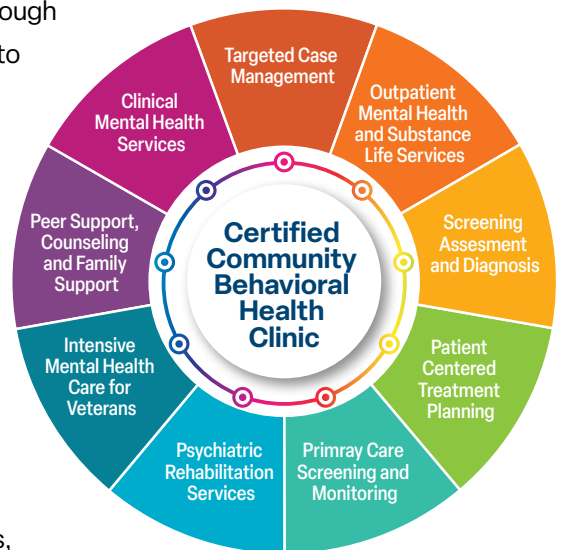 ough
to
Targeted Case
Management
Outpatient
Mental Health
and Substance
Life Services
Screening
Assesment
and Diagnosis
Patient
Centered
Treatment
Planning
Primray Care
Screening and
Monitoring
Psychiatric
Rehabilitation
Services
Intensive
Mental Health
Care for
Veterans
Peer Support,
Counseling
and Family
Support
Clinical
Mental Health
Services
Certified
Community
Behavioral
Health
Clinic
s,